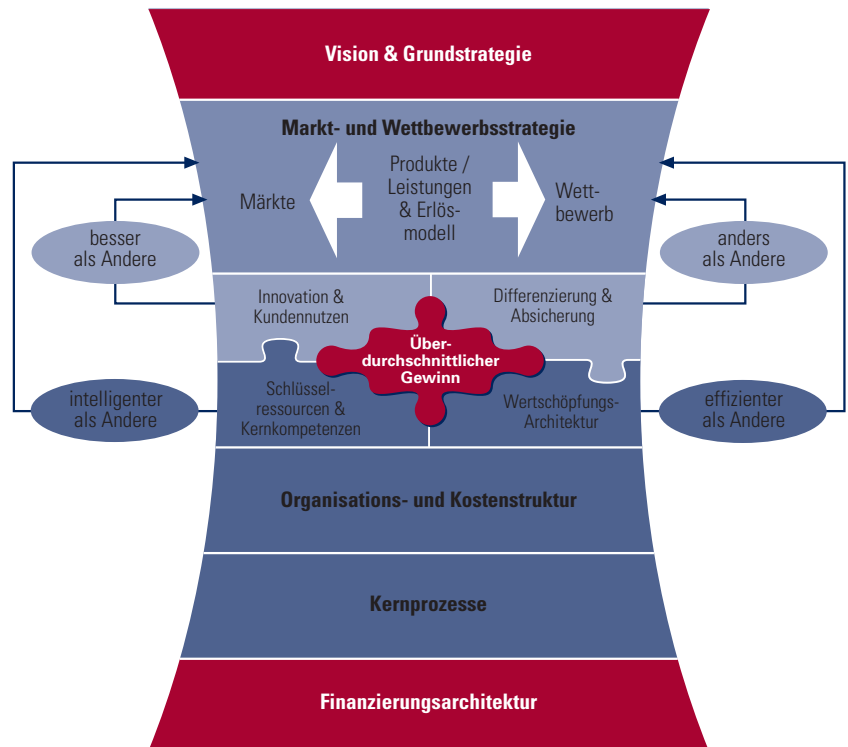 Vision & Grundstrategie
Markt- und Wettbewerbsstrategie
Märkte
Produkte /
Leistungen
& Erlös-
modell
Wett-
bewerb
besser
als Andere
anders
als Andere
Innovation &
Kundennutzen
Differenzierung &
Absicherung
Über-
durchschnittlicher
Gewinn
intelligenter
als Andere
Schlüssel-
ressourcen &
Kernkompetenzen
Wertschöpfungs-
Architektur
effizienter
als Andere
Organisations- und Kostenstruktur
Kernprozesse
Finanzierungsarchitektur